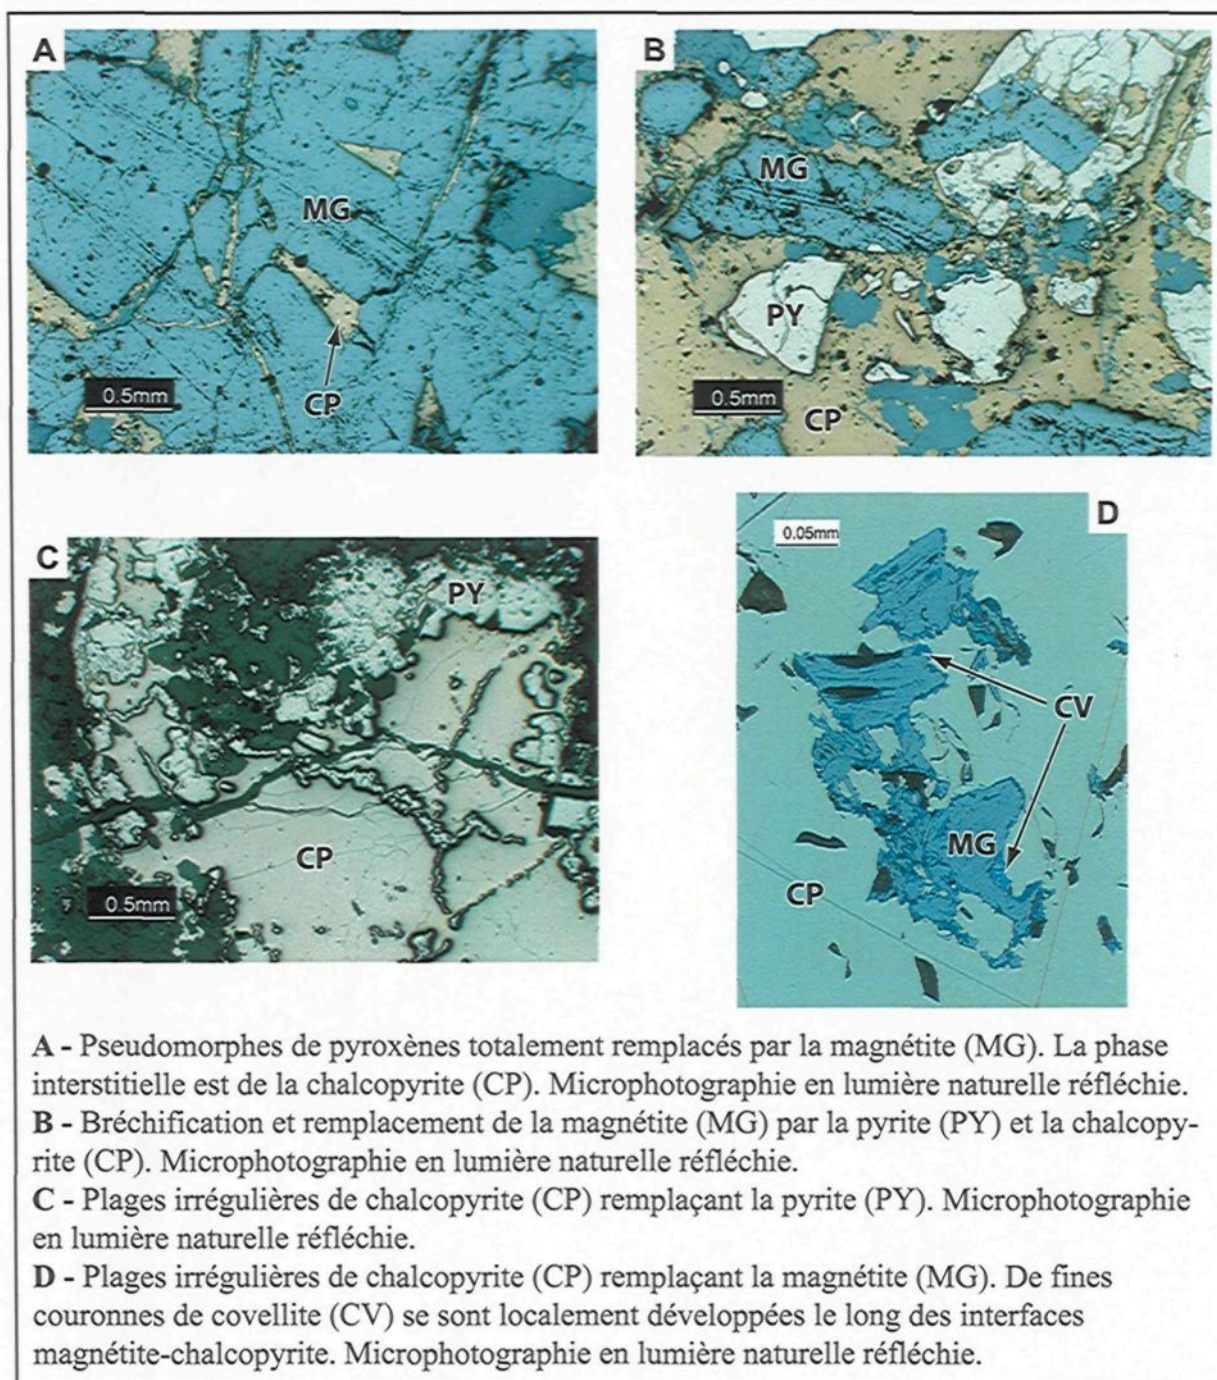 A
MG
CP
0.5mm
B
MG
PY
CP
0.5mm
C
PY
CP
0.5mm
D
0.05mm
CV
MG
CP
A - Pseudomorphes de pyroxènes totalement remplacés par la magnétite (MG). La phase
interstitielle est de la chalcopyrite (CP). Microphotographie en lumière naturelle réfléchie.
B - Bréchification et remplacement de la magnétite (MG) par la pyrite (PY) et la chalcopy-
rite (CP). Microphotographie en lumière naturelle réfléchie.
C - Plages irrégulières de chalcopyrite (CP) remplaçant la pyrite (PY). Microphotographie
en lumière naturelle réfléchie.
D - Plages irrégulières de chalcopyrite (CP) remplaçant la magnétite (MG). De fines
couronnes de covellite (CV) se sont localement développées le long des interfaces
magnétite-chalcopyrite. Microphotographie en lumière naturelle réfléchie.